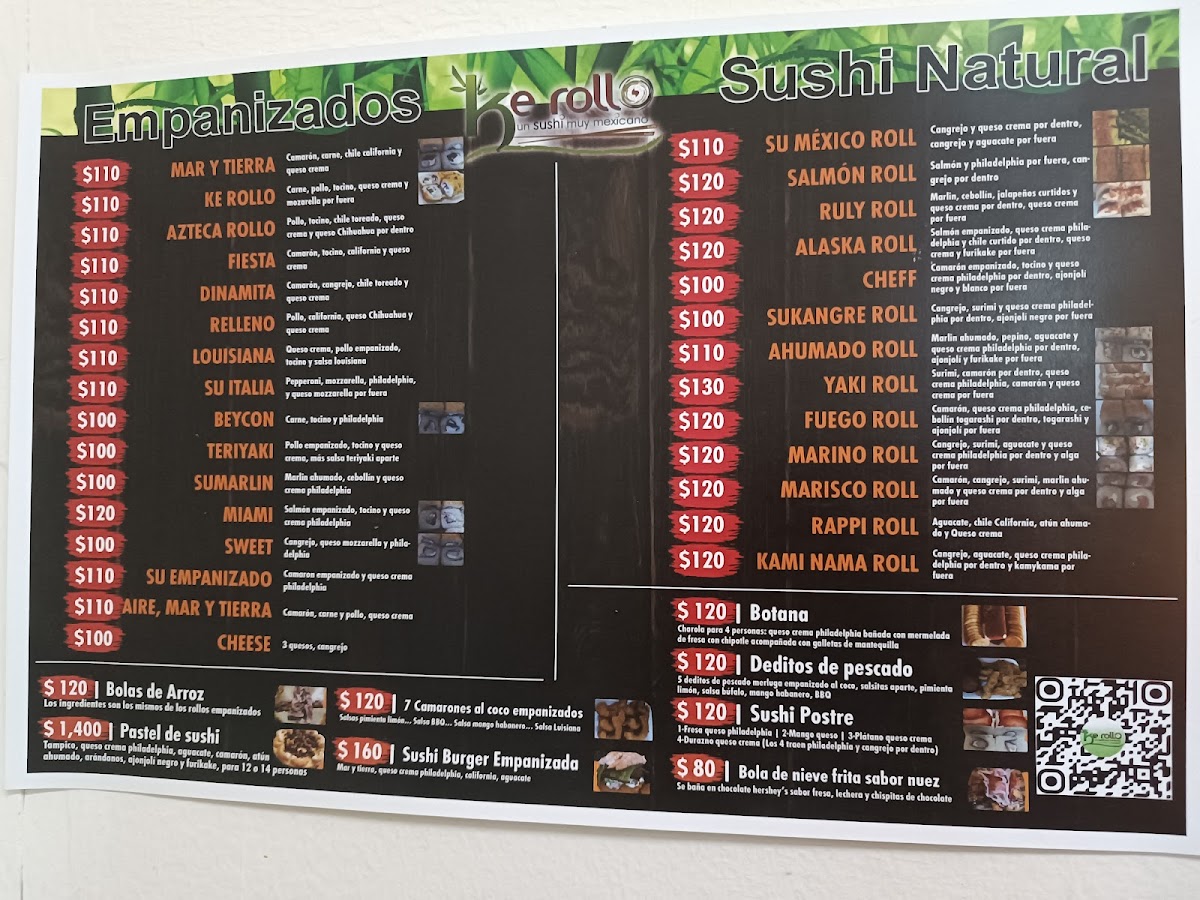 Empanizados
Ke rollo
un sushi muy mexicano
Sushi Natural
$110 MAR Y TIERRA Camarón, carne, chile california y
queso crema
$110 KE ROLLO Carne, pollo, tocino, queso crema y
mozarella por fuera
$110 AZTECA ROLLO Pollo, tocino, chile toreado, queso
crema y queso Chihuahua por dentro
$110 FIESTA Camarón, tocino, california y queso
crema
$110 DINAMITA Camarón, cangrejo, chile toreado y
queso crema
$110 RELLENO Pollo, california, queso Chihuahua y
queso crema
$110 LOUISIANA Queso crema, pollo empanizado,
tocino y salsa louisiana
$110 SU ITALIA Pepperoni, mozzarella, philadelphia,
y queso mozzarella por fuera
$100 BEYCON Carne, tocino y philadelphia
$100 TERIYAKI Pollo empanizado, tocino y queso
crema, más salsa teriyaki aparte
$100 SUMARLIN Marlin ahumado, cebollín y queso
crema philadelphia
$120 MIAMI Salmón empanizado, tocino y queso
crema philadelphia
$100 SWEET Cangrejo, queso mozzarella y phila-
delphia
$110 SU EMPANIZADO Camaron empanizado y queso crema
philadelphia
$110 AIRE, MAR Y TIERRA Camarón, carne y pollo, queso crema
$100 CHEESE 3 quesos, cangrejo
$110 SU MÉXICO ROLL Cangrejo y queso crema por dentro,
cangrejo y aguacate por fuera
$120 SALMÓN ROLL Salmón y philadelphia por fuera, can-
grejo por dentro
$120 RULY ROLL Marlin, cebollín, jalapeños curtidos y
queso crema por dentro, queso crema
por fuera
$120 ALASKA ROLL Salmón empanizado, queso crema phila-
delphia y chile curtido por dentro, queso
crema y furikake por fuera
$100 CHEFF Camarón empanizado, tocino y queso
crema philadelphia por dentro, ajonjolí
negro y blanco por fuera
$100 SUKANGRE ROLL Cangrejo, surimi y queso crema philadel-
phia por dentro, ajonjolí negro por fuera
$110 AHUMADO ROLL Marlin ahumado, pepino, aguacate y
queso crema philadelphia por dentro,
ajonjolí y furikake por fuera
$130 YAKI ROLL Surimi, camarón por dentro, queso
crema philadelphia, camarón y queso
crema por fuera
$120 FUEGO ROLL Camarón, queso crema philadelphia, ce-
bollín togarashi por dentro, togarashi y
ajonjolí por fuera
$120 MARINO ROLL Cangrejo, surimi, aguacate y queso
crema philadelphia por dentro y alga
por fuera
$120 MARISCO ROLL Camarón, cangrejo, surimi, marlin ahu-
mado y queso crema por dentro y alga
por fuera
$120 RAPPI ROLL Aguacate, chile California, atún ahuma-
do y Queso crema
$120 KAMI NAMA ROLL Cangrejo, aguacate, queso crema phila-
delphia por dentro y kamykama por
fuera
$ 120 | Bolas de Arroz
Los ingredientes son los mismos de los rollos empanizados
$ 1,400 | Pastel de sushi
Tampico, queso crema philadelphia, aguacate, camarón, atún
ahumado, arándanos, ajonjolí negro y furikake, para 12 o 14 personas
$ 120 | 7 Camarones al coco empanizados
Salsas pimienta limón... Salsa BBQ... Salsa mango habanero... Salsa Luisiana
$ 160 | Sushi Burger Empanizada
Mar y tierra, queso crema philadelphia, california, aguacate
$ 120 | Botana
Charola para 4 personas: queso crema philadelphia bañada con mermelada
de fresa con chipotle acompañada con galletas de mantequilla
$ 120 | Deditos de pescado
5 deditos de pescado merluga empanizado al coco, salsitas aparte, pimienta
limón, salsa búfalo, mango habanero, BBQ
$ 120 | Sushi Postre
1-Fresa queso philadelphia | 2-Mango queso | 3-Plátano queso crema
4-Durazno queso crema (Los 4 traen philadelphia y cangrejo por dentro)
$ 80 | Bola de nieve frita sabor nuez
Se baña en chocolate hershey's sabor fresa, lechera y chispitas de chocolate
Ke rollo